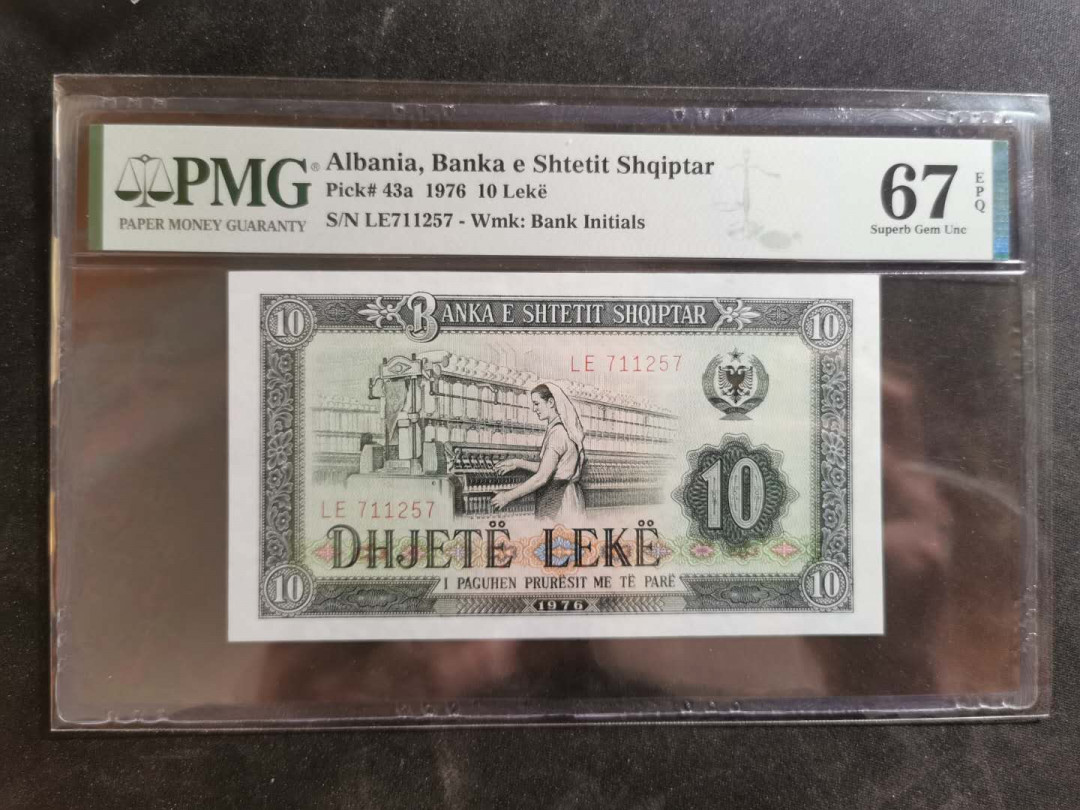 PMG®
PAPER MONEY GUARANTY
Albania, Banka e Shtetit Shqiptar
Pick# 43a 1976 10 Lekë
S/N LE711257 - Wmk: Bank Initials
67
EPQ
Superb Gem Unc
10
BANKA E SHTETIT SHQIPTAR
10
LE 711257
10
LE 711257
DHJETË LEKË
10
I PAGUHEN PRURËSIT ME TË PARË
10
1976